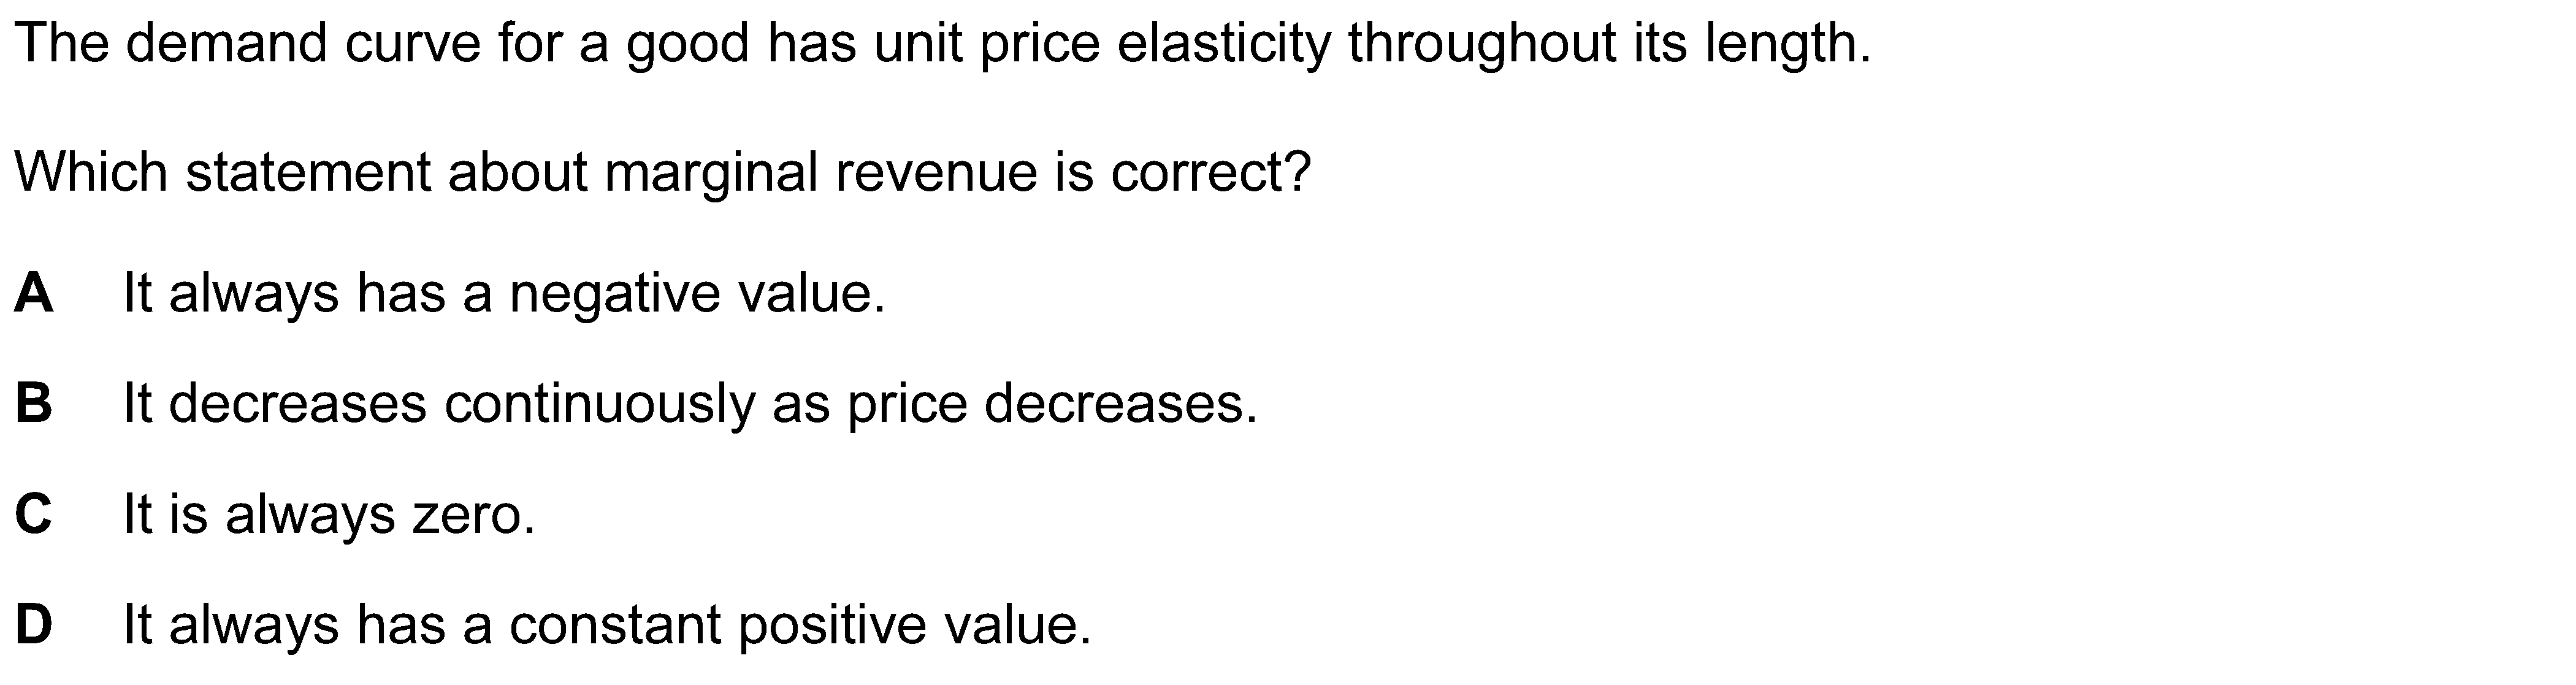 The demand curve for a good has unit price elasticity throughout its length.
Which statement about marginal revenue is correct?
A It always has a negative value.
B It decreases continuously as price decreases.
C It is always zero.
D It always has a constant positive value.